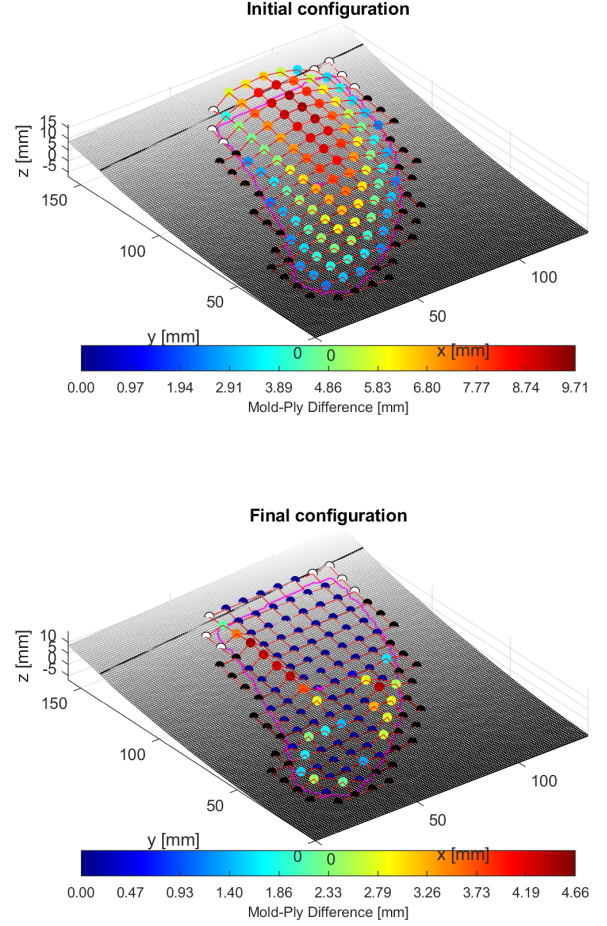 Initial configuration
z [mm]
15
10
5
0
-5
150
100
50
0
y [mm]
0
50
100
x [mm]
0.00 0.97 1.94 2.91 3.89 4.86 5.83 6.80 7.77 8.74 9.71
Mold-Ply Difference [mm]
Final configuration
z [mm]
10
5
0
-5
150
100
50
0
y [mm]
0
50
100
x [mm]
0.00 0.47 0.93 1.40 1.86 2.33 2.79 3.26 3.73 4.19 4.66
Mold-Ply Difference [mm]